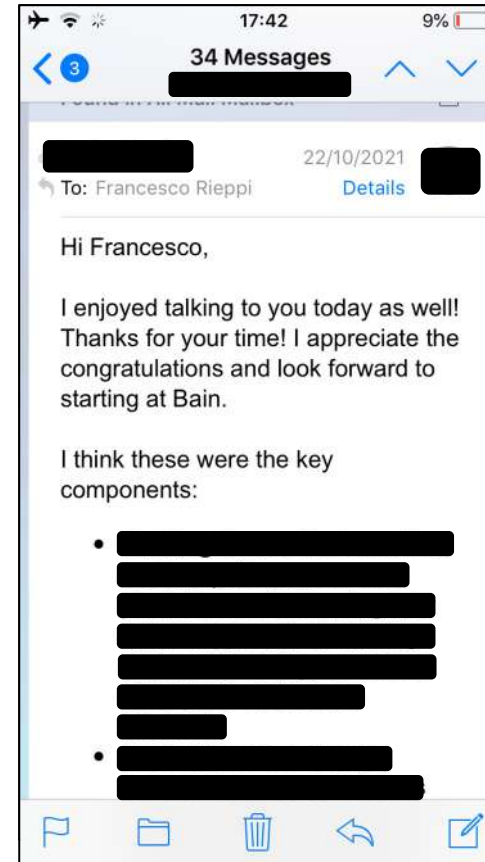 17:42
9%
3
34 Messages
22/10/2021
To: Francesco Rieppi
Details
Hi Francesco,
I enjoyed talking to you today as well!
Thanks for your time! I appreciate the
congratulations and look forward to
starting at Bain.
I think these were the key
components: